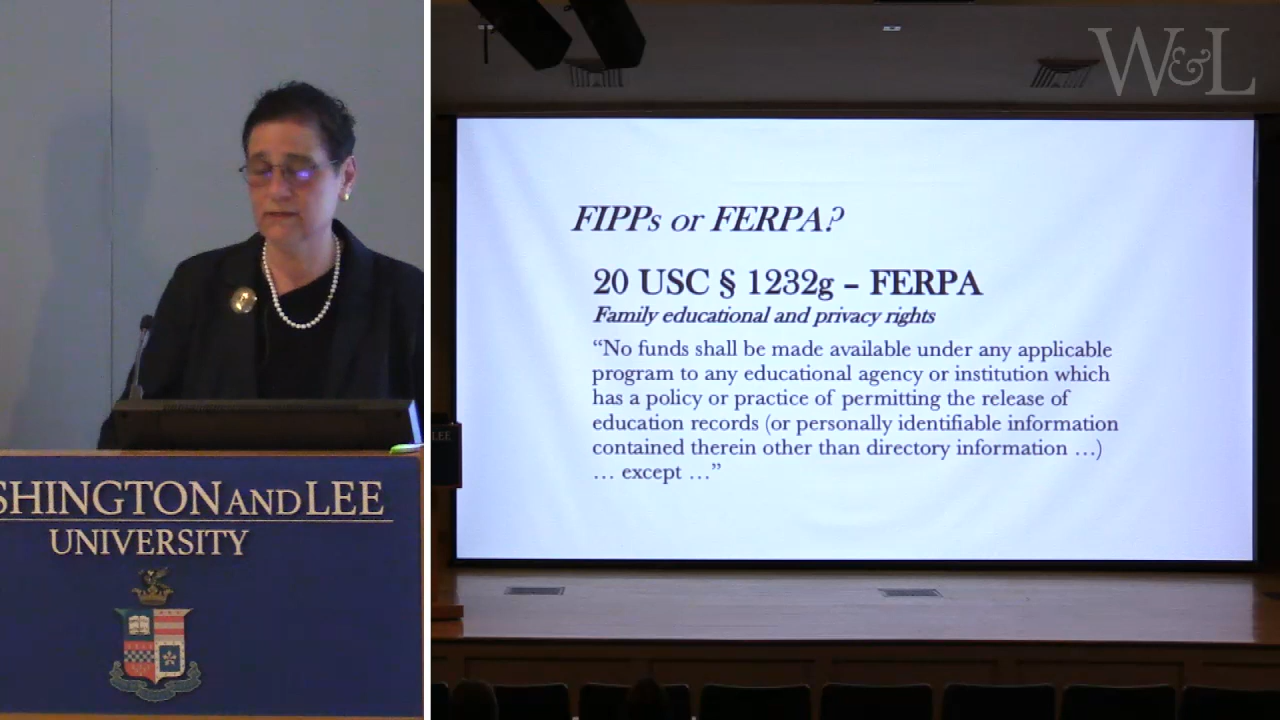 SHINGTON AND LEE
UNIVERSITY
W&L
FIPPs or FERPA?
20 USC § 1232g – FERPA
Family educational and privacy rights
“No funds shall be made available under any applicable
program to any educational agency or institution which
has a policy or practice of permitting the release of
education records (or personally identifiable information
contained therein other than directory information …)
… except …”
LEE